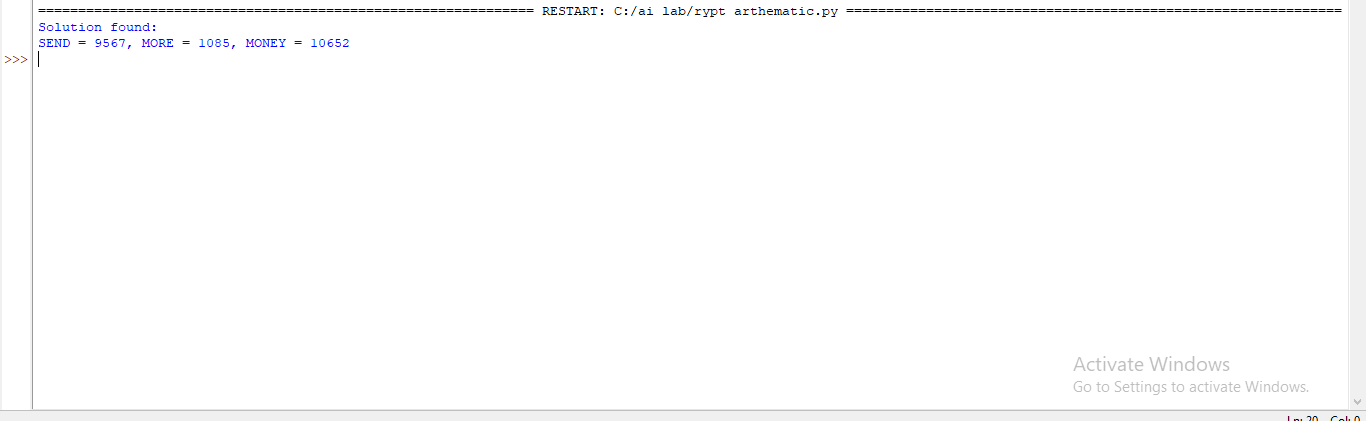 ============================================================== RESTART: C:/ai lab/rypt arthematic.py ==============================================================
Solution found:
SEND = 9567, MORE = 1085, MONEY = 10652
>>>
Activate Windows
Go to Settings to activate Windows.
Ln: 20 Col: 0